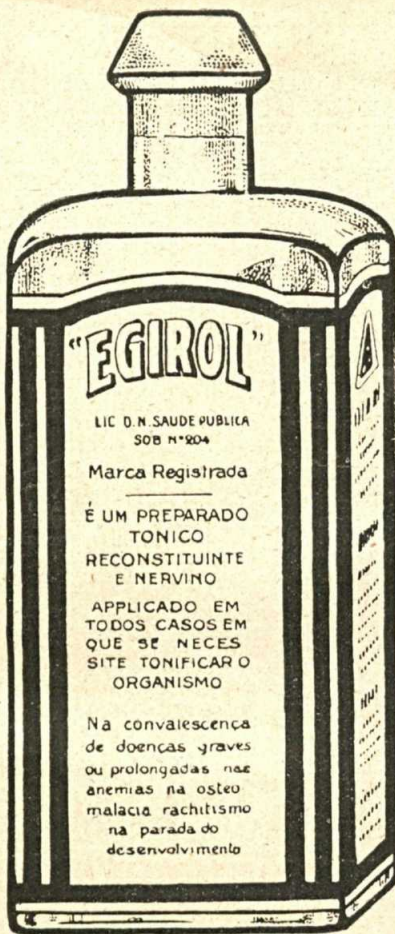 "EGIROL"
LIC D.N. SAUDE PUBLICA
SOB Nº204
Marca Registrada
É UM PREPARADO
TONICO
RECONSTITUINTE
E NERVINO
APPLICADO EM
TODOS CASOS EM
QUE SE NECES
SITE TONIFICAR O
ORGANISMO
Na convalescença
de doenças graves
ou prolongadas nas
anemias na osteo
malacia rachitismo
na parada do
desenvolvimento